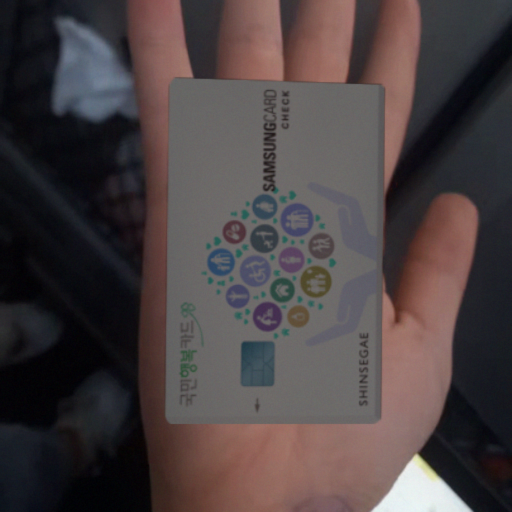 SAMSUNGCARD
CHECK
국민행복카드
SHINSEGAE